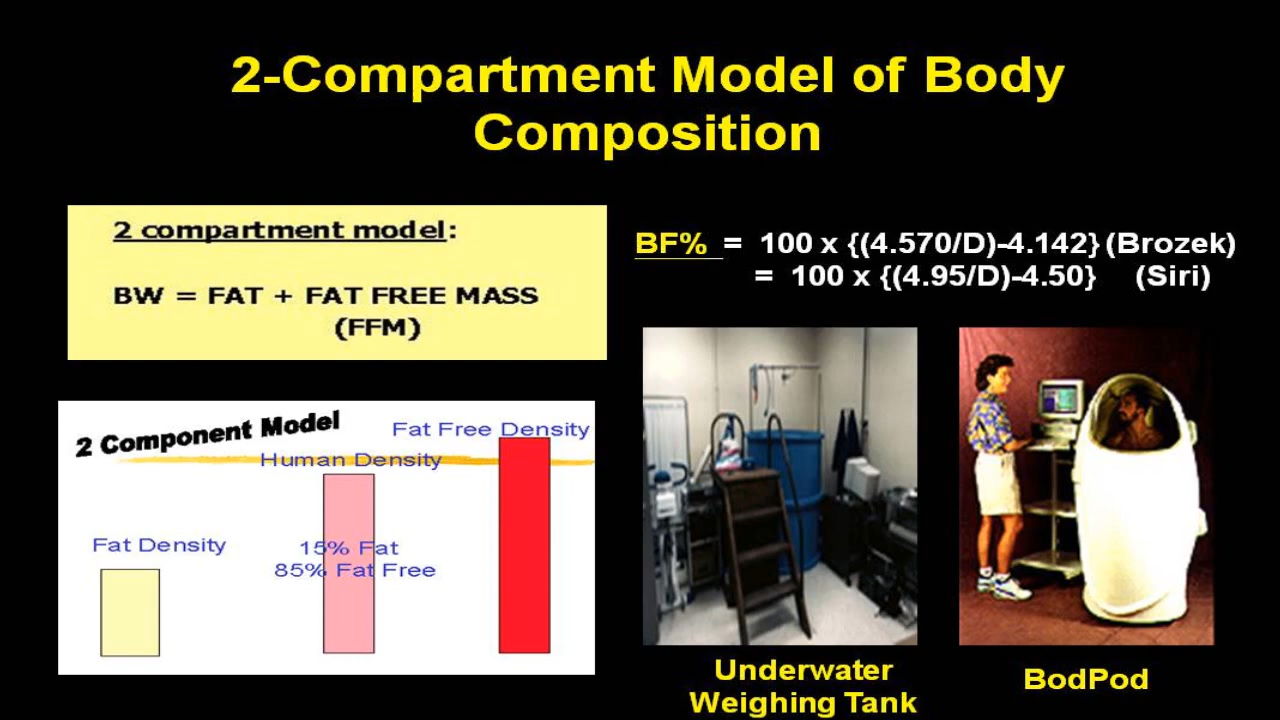 2-Compartment Model of Body
Composition
2 compartment model:
BW = FAT + FAT FREE MASS
(FFM)
BF% = 100 x {(4.570/D)-4.142} (Brozek)
= 100 x {(4.95/D)-4.50} (Siri)
2 Component Model
Fat Free Density
Human Density
Fat Density
15% Fat
85% Fat Free
Underwater
Weighing Tank
BodPod